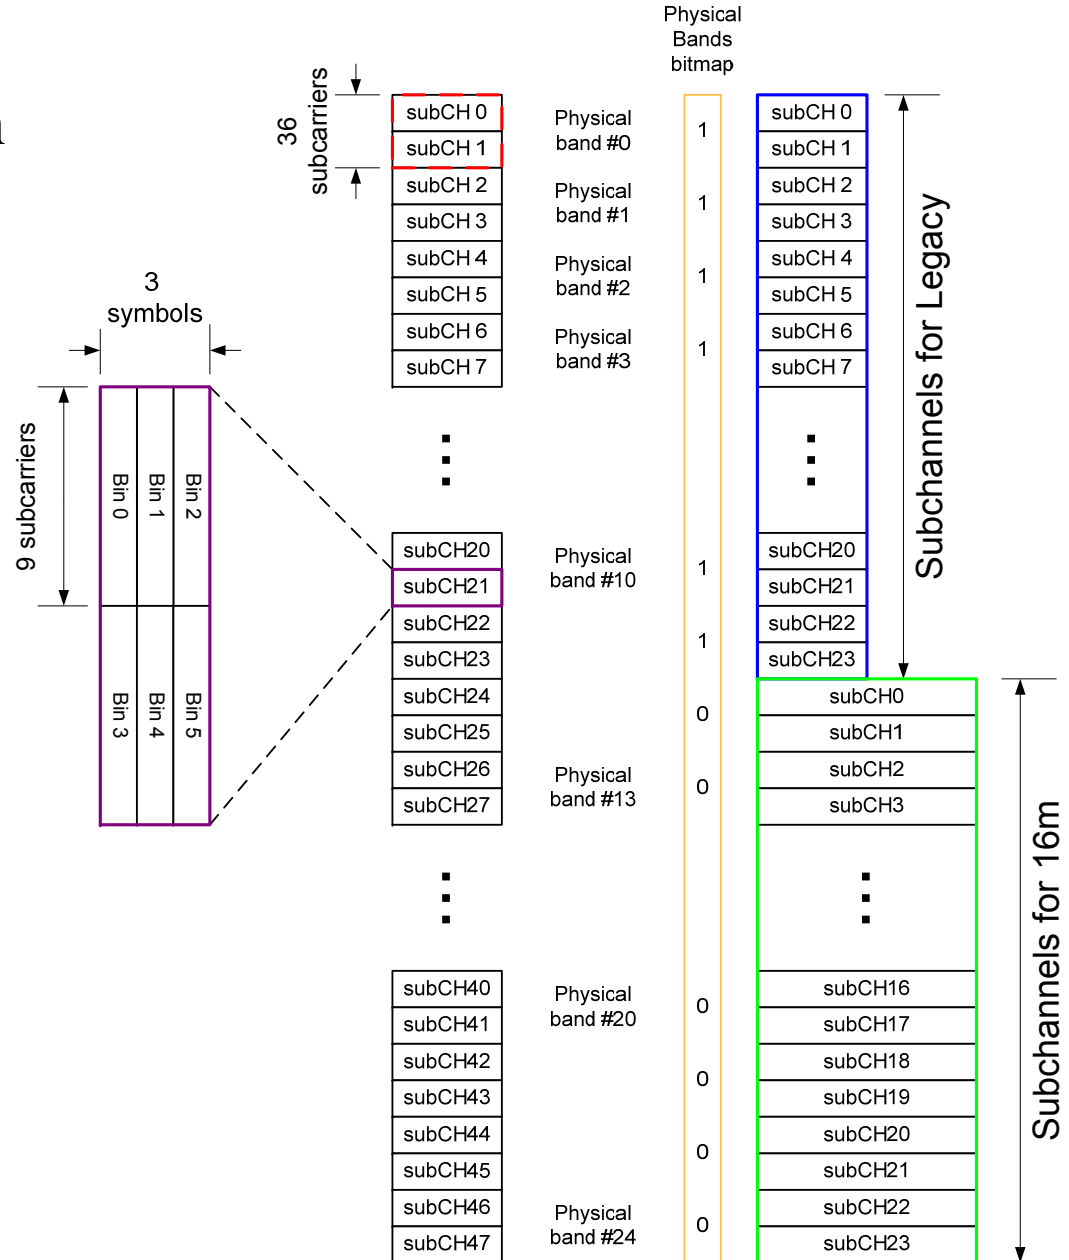 Physical
Bands
bitmap
36
subcarriers
subCH 0
subCH 1
subCH 2
subCH 3
subCH 4
subCH 5
subCH 6
subCH 7
subCH20
subCH21
subCH22
subCH23
subCH24
subCH25
subCH26
subCH27
subCH40
subCH41
subCH42
subCH43
subCH44
subCH45
subCH46
subCH47
3
symbols
9 subcarriers
Bin 0
Bin 1
Bin 2
Bin 3
Bin 4
Bin 5
Physical
band #0
Physical
band #1
Physical
band #2
Physical
band #3
Physical
band #10
Physical
band #13
Physical
band #20
Physical
band #24
1
1
1
1
1
1
0
0
0
0
0
0
subCH 0
subCH 1
subCH 2
subCH 3
subCH 4
subCH 5
subCH 6
subCH 7
subCH20
subCH21
subCH22
subCH23
Subchannels for Legacy
subCH0
subCH1
subCH2
subCH3
subCH16
subCH17
subCH18
subCH19
subCH20
subCH21
subCH22
subCH23
Subchannels for 16m